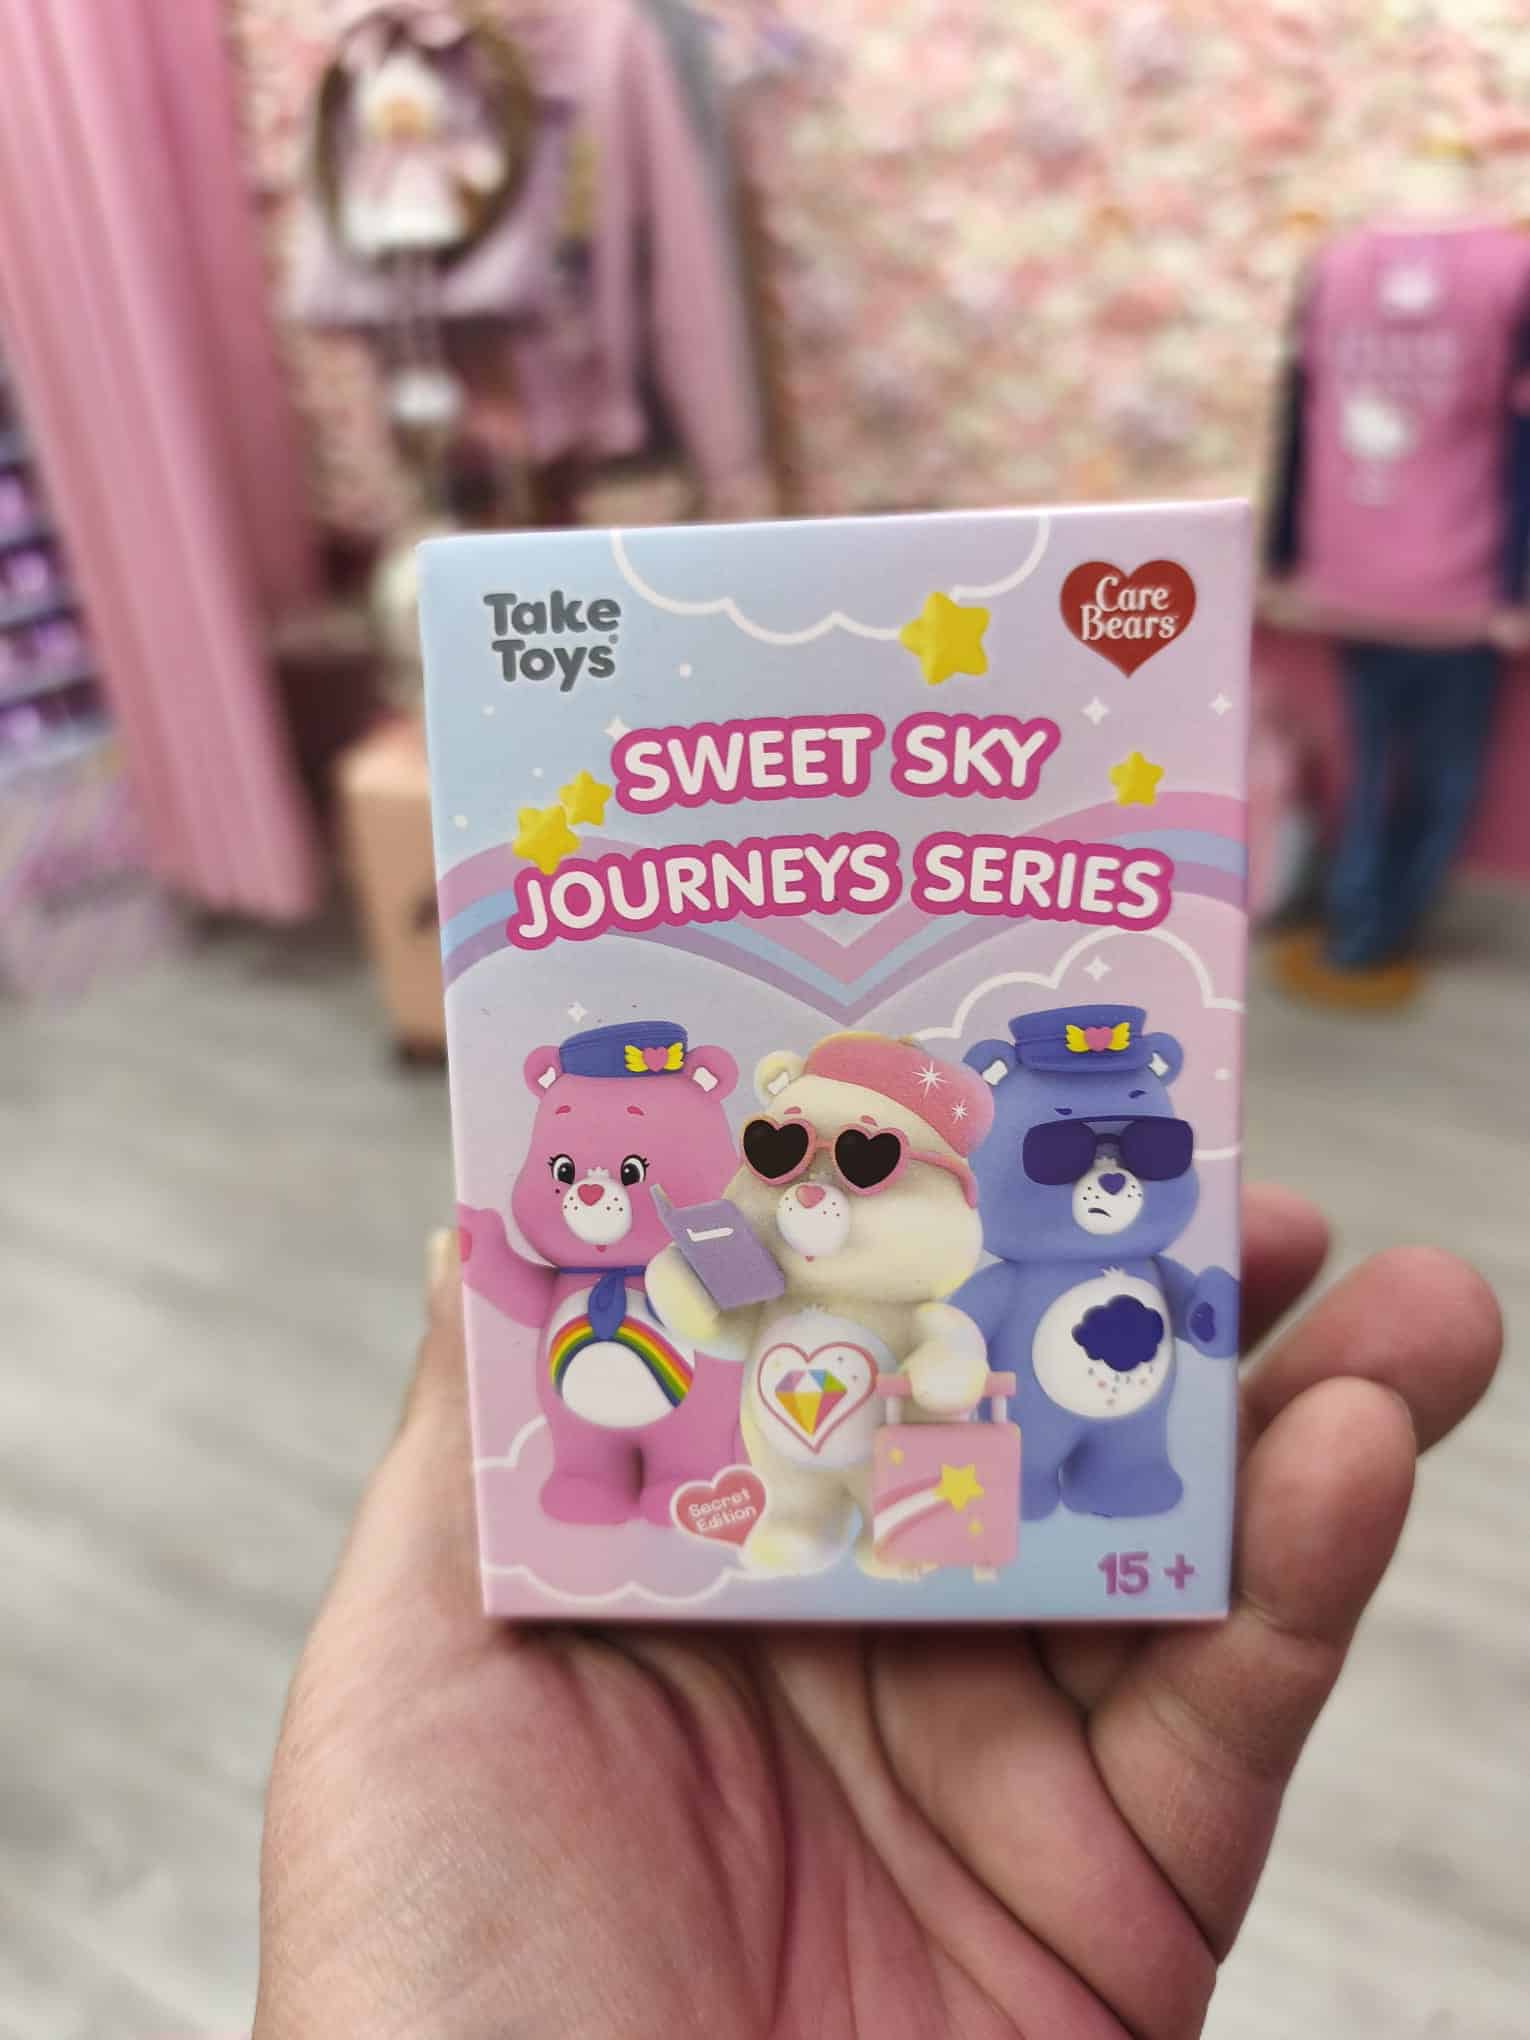 Take
Toys
Care
Bears
SWEET SKY
JOURNEYS SERIES
Secret
Edition
15 +